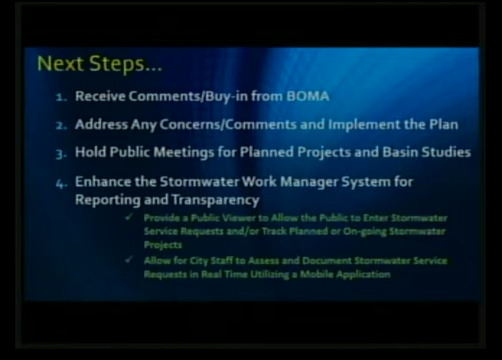 Next Steps...
1. Receive Comments/Buy-in from BOMA
2. Address Any Concerns/Comments and Implement the Plan
3. Hold Public Meetings for Planned Projects and Basin Studies
4. Enhance the Stormwater Work Manager System for
Reporting and Transparency
✓ Provide a Public Viewer to Allow the Public to Enter Stormwater
Service Requests and/or Track Planned or On-going Stormwater
Projects
✓ Allow for City Staff to Assess and Document Stormwater Service
Requests in Real Time Utilizing a Mobile Application